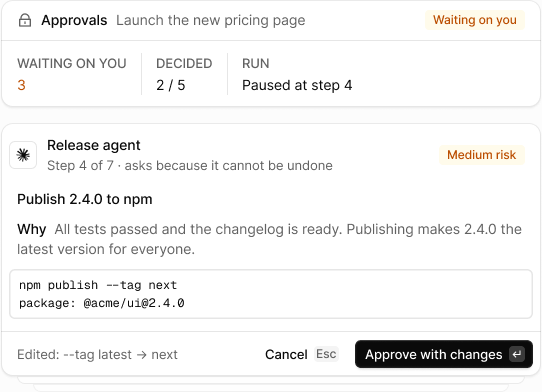 Approvals Launch the new pricing page Waiting on you
WAITING ON YOU DECIDED RUN
3 2 / 5 Paused at step 4
Release agent
Step 4 of 7 · asks because it cannot be undone
Medium risk
Publish 2.4.0 to npm
Why All tests passed and the changelog is ready. Publishing makes 2.4.0 the
latest version for everyone.
npm publish --tag next
package: @acme/ui@2.4.0
Edited: --tag latest → next Cancel Esc Approve with changes ↵